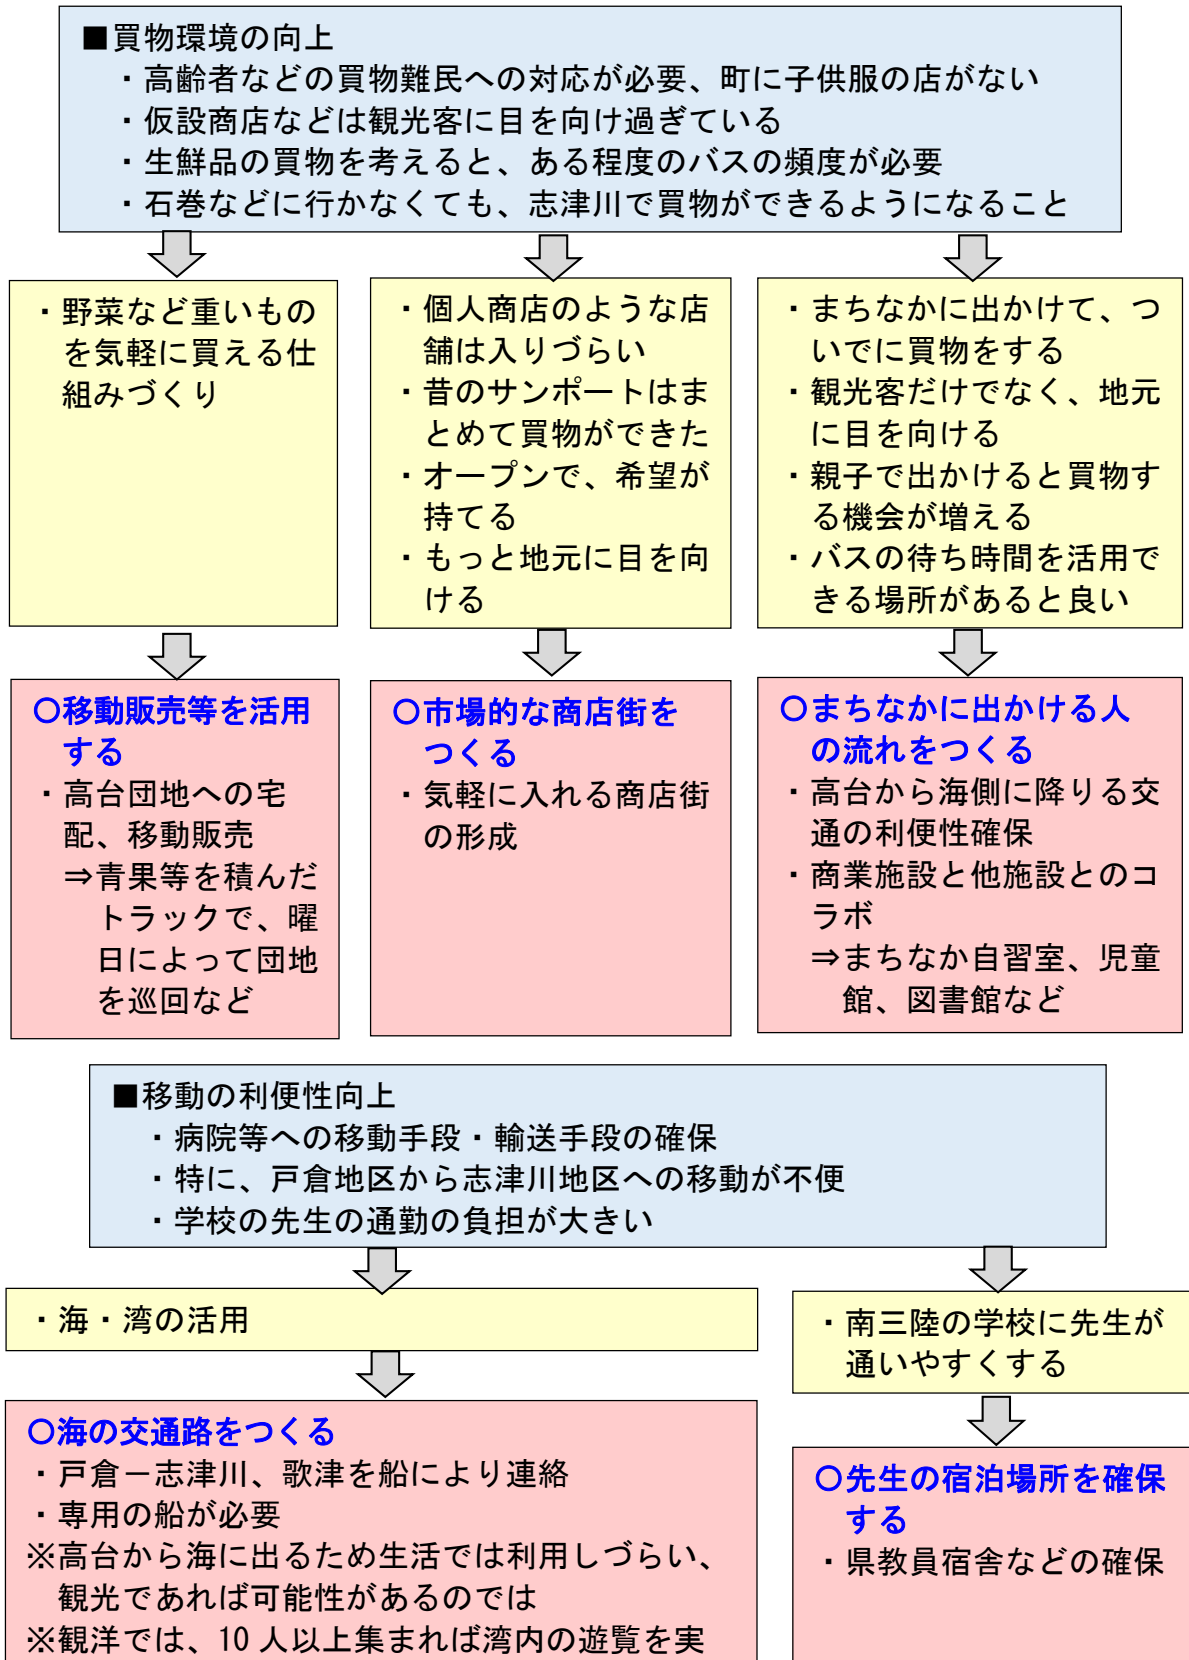 ■買物環境の向上
・高齢者などの買物難民への対応が必要、町に子供服の店がない
・仮設商店などは観光客に目を向け過ぎている
・生鮮品の買物を考えると、ある程度のバスの頻度が必要
・石巻などに行かなくても、志津川で買物ができるようになること
・野菜など重いもの
を気軽に買える仕
組みづくり
・個人商店のような店
舗は入りづらい
・昔のサンポートはま
とめて買物ができた
・オープンで、希望が
持てる
・もっと地元に目を向
ける
・まちなかに出かけて、つ
いでに買物をする
・観光客だけでなく、地元
に目を向ける
・親子で出かけると買物す
る機会が増える
・バスの待ち時間を活用で
きる場所があると良い
○移動販売等を活用
する
・高台団地への宅
配、移動販売
⇒青果等を積んだ
トラックで、曜
日によって団地
を巡回など
○市場的な商店街を
つくる
・気軽に入れる商店街
の形成
○まちなかに出かける人
の流れをつくる
・高台から海側に降りる交
通の利便性確保
・商業施設と他施設とのコ
ラボ
⇒まちなか自習室、児童
館、図書館など
■移動の利便性向上
・病院等への移動手段・輸送手段の確保
・特に、戸倉地区から志津川地区への移動が不便
・学校の先生の通勤の負担が大きい
・海・湾の活用
・南三陸の学校に先生が
通いやすくする
○海の交通路をつくる
・戸倉－志津川、歌津を船により連絡
・専用の船が必要
※高台から海に出るため生活では利用しづらい、
観光であれば可能性があるのでは
※観洋では、10 人以上集まれば湾内の遊覧を実
○先生の宿泊場所を確保
する
・県教員宿舎などの確保